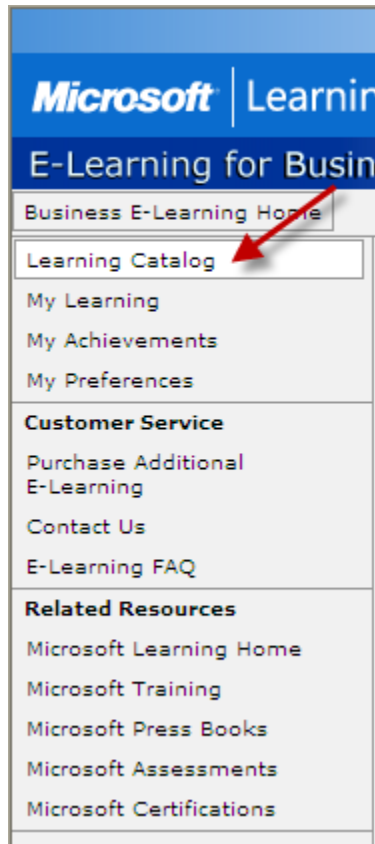 Microsoft Learnin
E-Learning for Busin
Business E-Learning Home
Learning Catalog
My Learning
My Achievements
My Preferences
Customer Service
Purchase Additional
E-Learning
Contact Us
E-Learning FAQ
Related Resources
Microsoft Learning Home
Microsoft Training
Microsoft Press Books
Microsoft Assessments
Microsoft Certifications